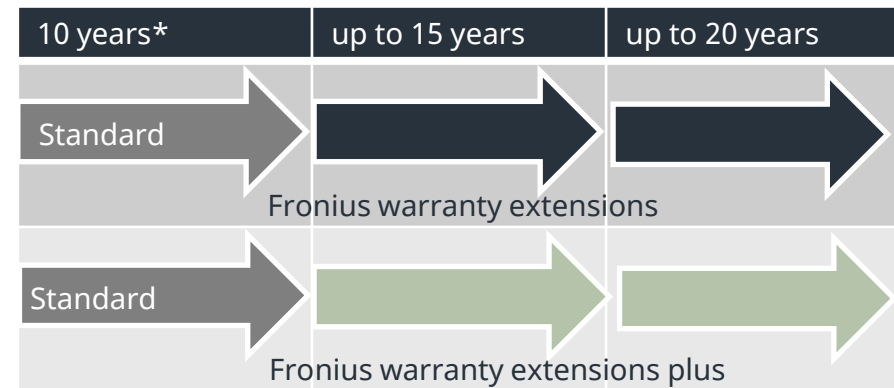 10 years*
up to 15 years
up to 20 years
Standard
Fronius warranty extensions
Standard
Fronius warranty extensions plus